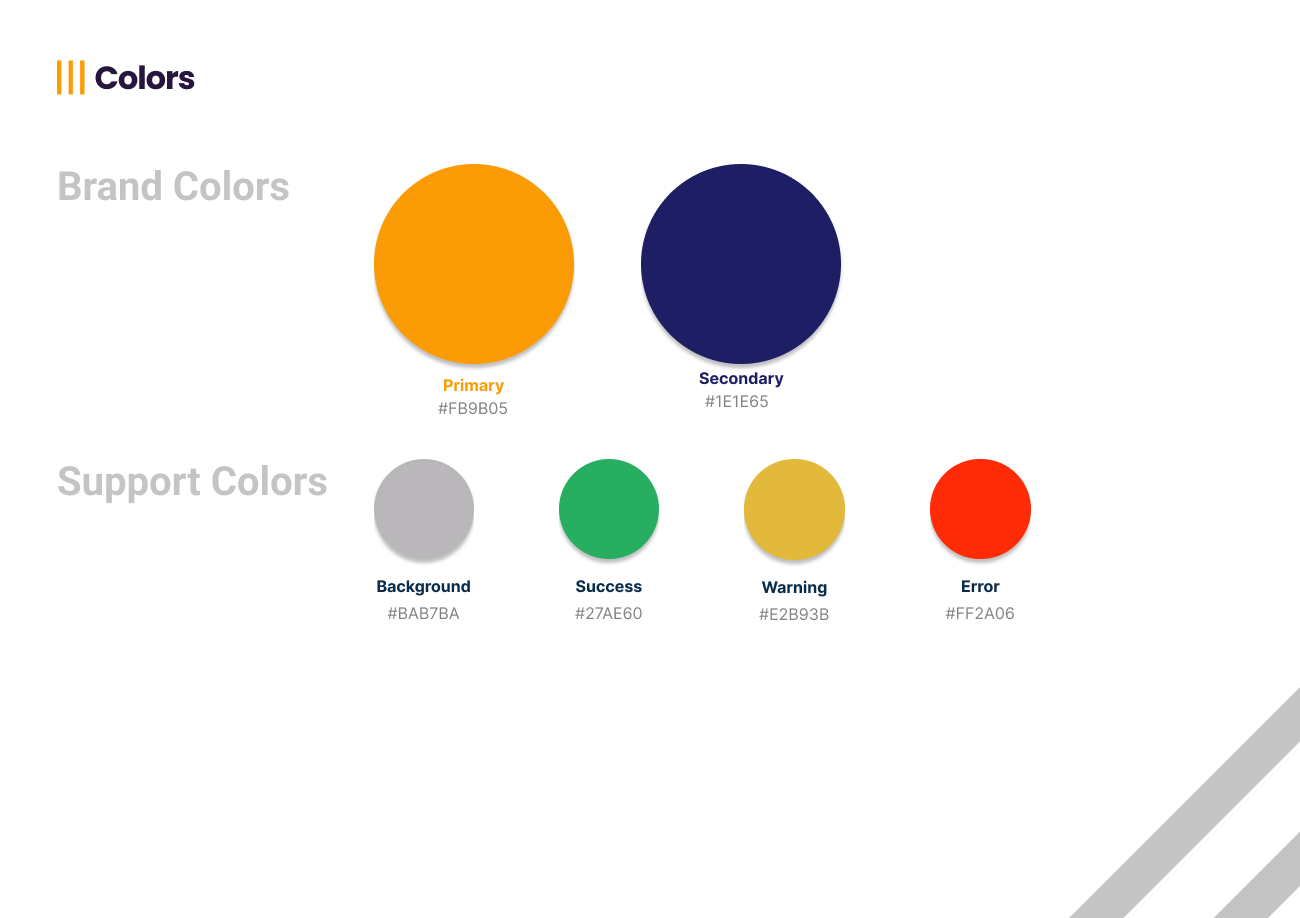 Colors
Brand Colors
Primary
#FB9B05
Secondary
#1E1E65
Support Colors
Background
#BAB7BA
Success
#27AE60
Warning
#E2B93B
Error
#FF2A06